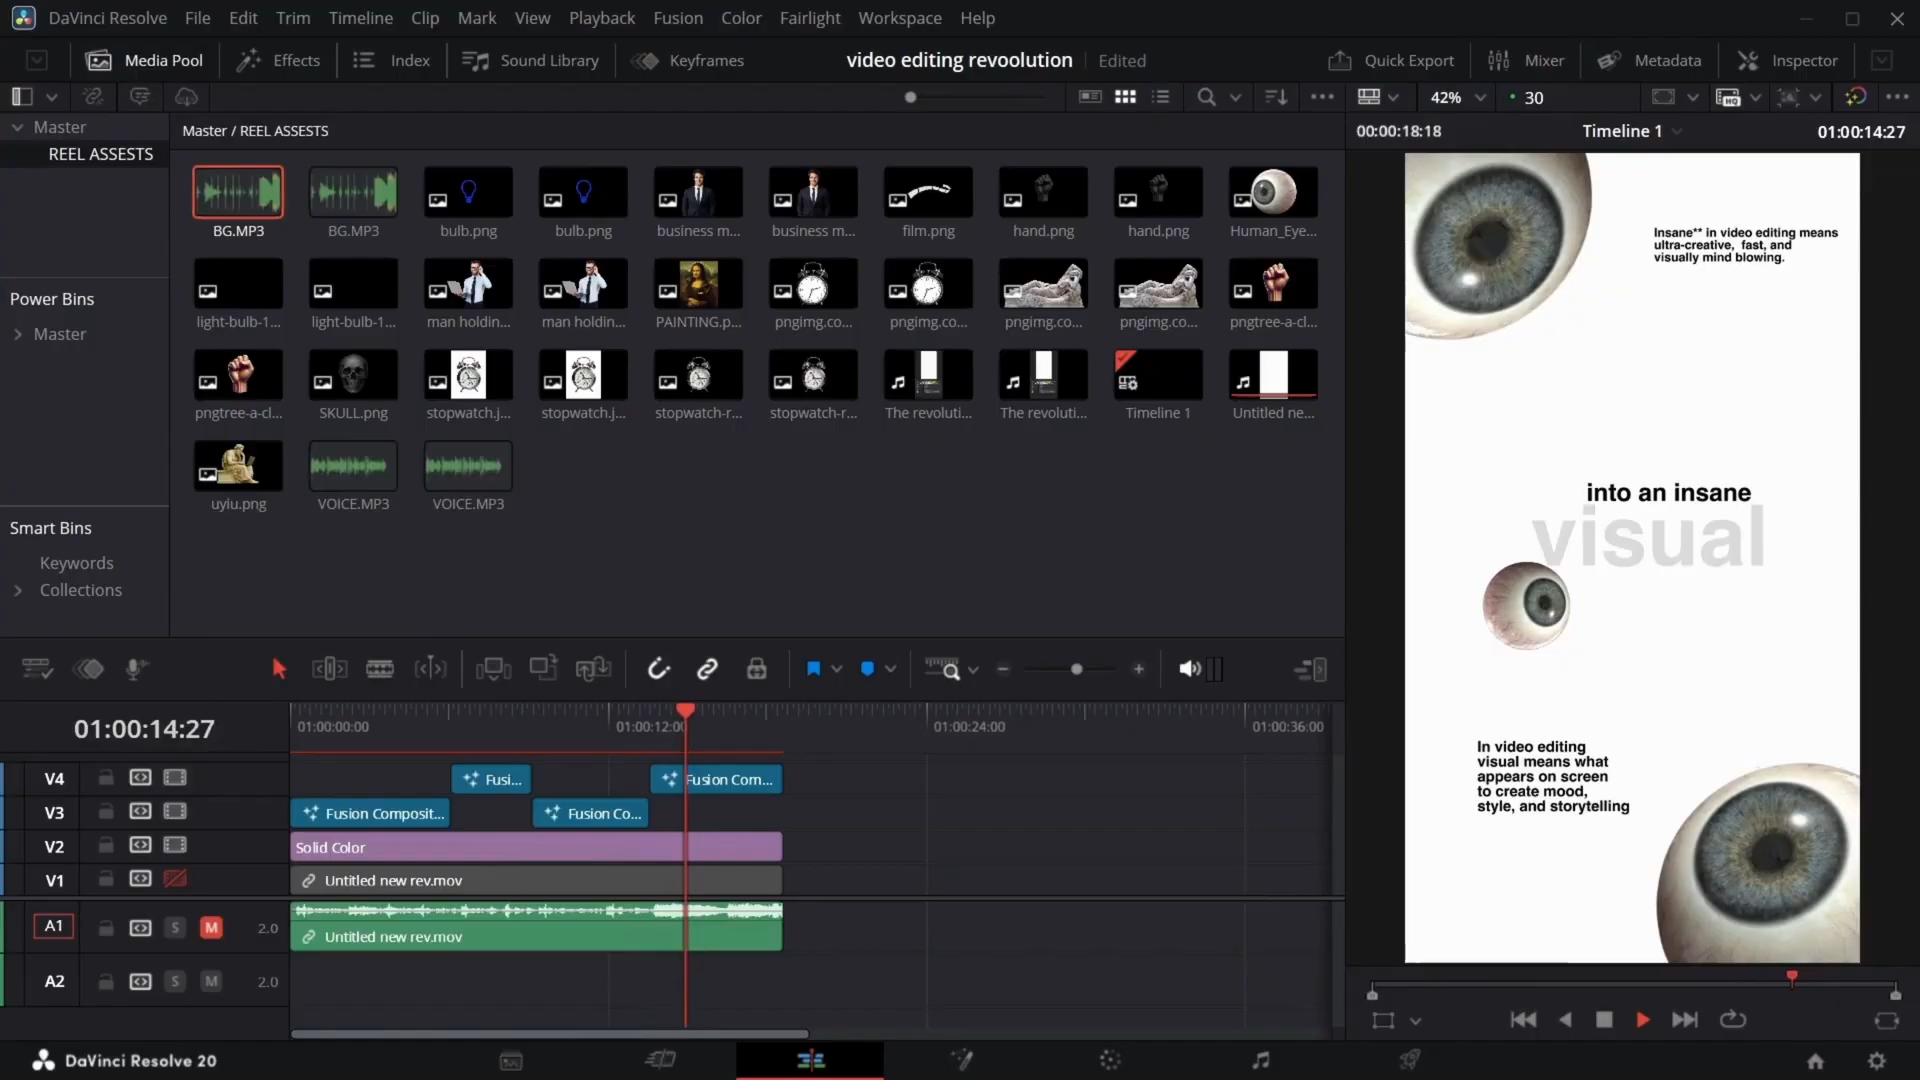 DaVinci Resolve File Edit Trim Timeline Clip Mark View Playback Fusion Color Fairlight Workspace Help
Media Pool Effects Index Sound Library Keyframes video editing revoolution Edited Quick Export Mixer Metadata Inspector
42% 30
Master
REEL ASSESTS
Power Bins
Master
Smart Bins
Keywords
Collections
Master / REEL ASSESTS
BG.MP3 BG.MP3 bulb.png bulb.png business m... business m... film.png hand.png hand.png Human_Eye...
light-bulb-1... light-bulb-1... man holdin... man holdin... PAINTING.p... pngimg.co... pngimg.co... pngimg.co... pngimg.co... pngtree-a-cl...
pngtree-a-cl... SKULL.png stopwatch.j... stopwatch.j... stopwatch-r... stopwatch-r... The revoluti... The revoluti... Timeline 1 Untitled ne...
uyiu.png VOICE.MP3 VOICE.MP3
00:00:18:18 Timeline 1 01:00:14:27
Insane** in video editing means
ultra-creative, fast, and
visually mind blowing.
into an insane
visual
In video editing
visual means what
appears on screen
to create mood,
style, and storytelling
01:00:14:27 01:00:00:00 01:00:12:00 01:00:24:00 01:00:36:00
V4 Fusi... Fusion Com...
V3 Fusion Composit... Fusion Co...
V2 Solid Color
V1 Untitled new rev.mov
A1 S M 2.0 Untitled new rev.mov
A2 S M 2.0
DaVinci Resolve 20